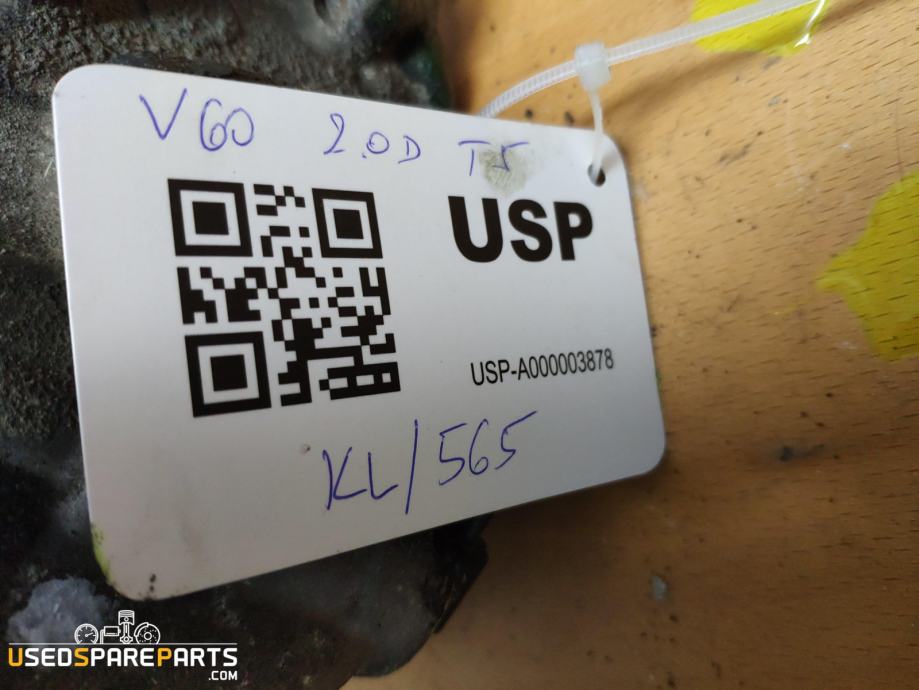 V60 2.0D T5
USP
USP-A000003878
KL/565
USEDSPAREPARTS
.COM